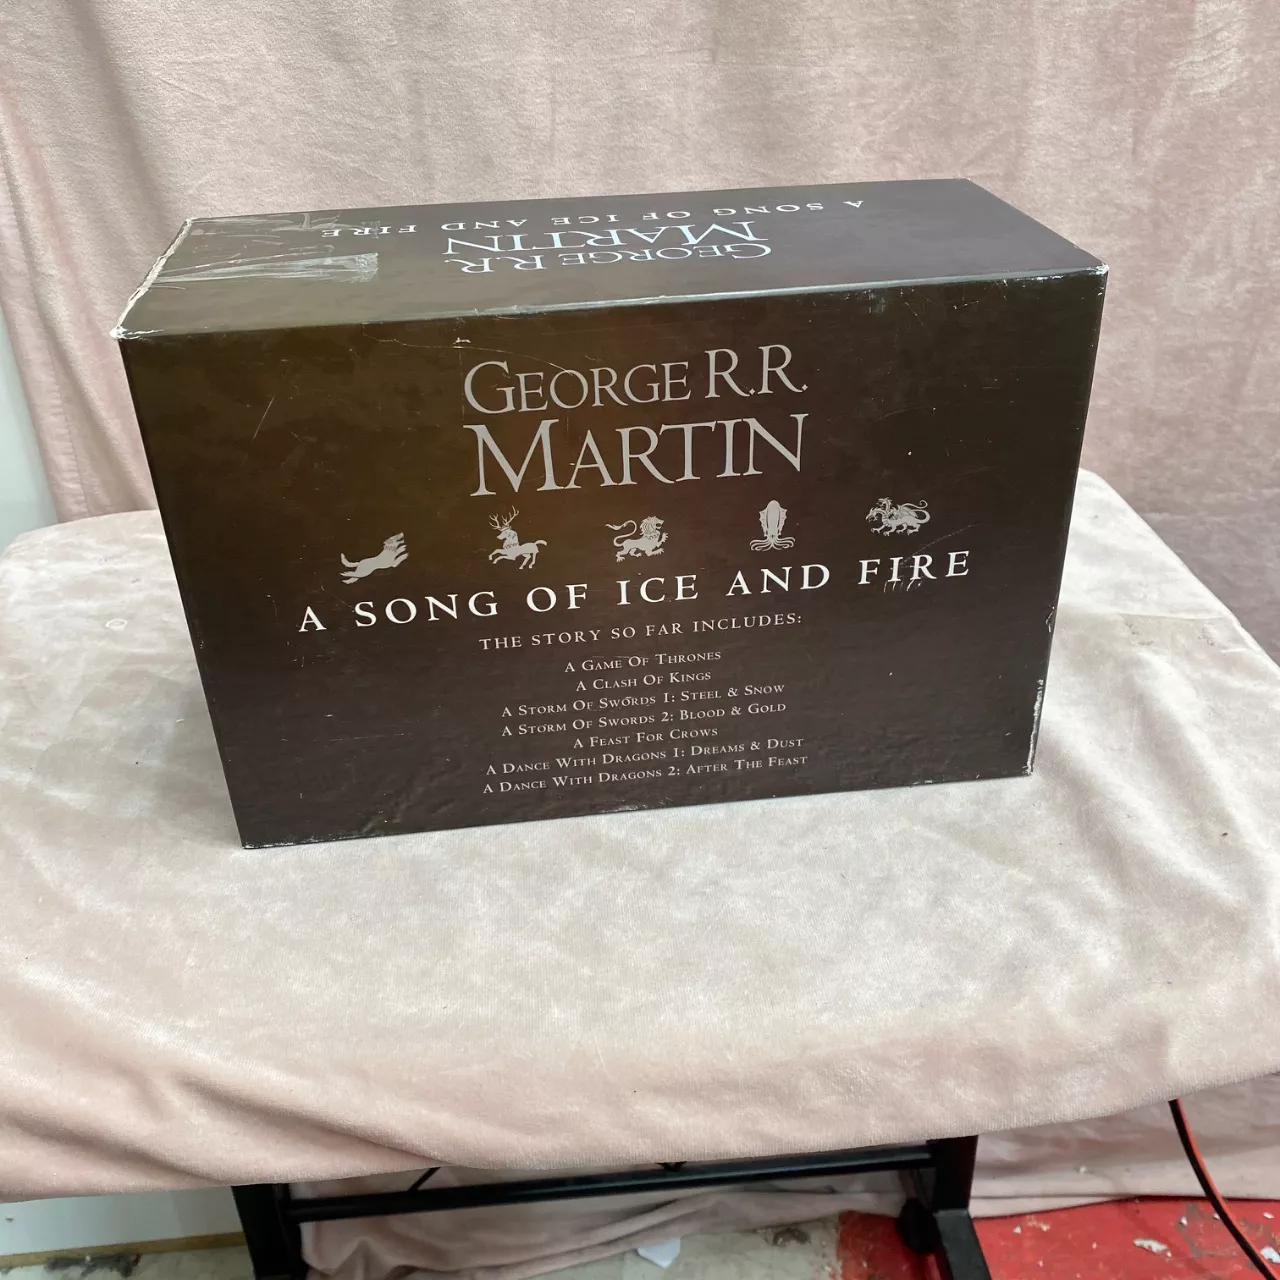 A SONG OF ICE AND FIRE
GEORGE R.R.
MARTIN
GEORGE R.R.
MARTIN
A SONG OF ICE AND FIRE
THE STORY SO FAR INCLUDES:
A GAME OF THRONES
A CLASH OF KINGS
A STORM OF SWORDS 1: STEEL & SNOW
A STORM OF SWORDS 2: BLOOD & GOLD
A FEAST FOR CROWS
A DANCE WITH DRAGONS 1: DREAMS & DUST
A DANCE WITH DRAGONS 2: AFTER THE FEAST